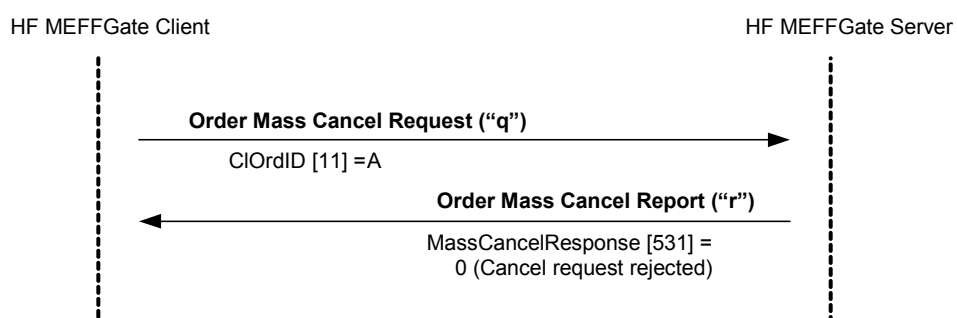 HF MEFFGate Client
HF MEFFGate Server
Order Mass Cancel Request (“q”)
ClOrdID [11] =A
Order Mass Cancel Report (“r”)
MassCancelResponse [531] =
0 (Cancel request rejected)